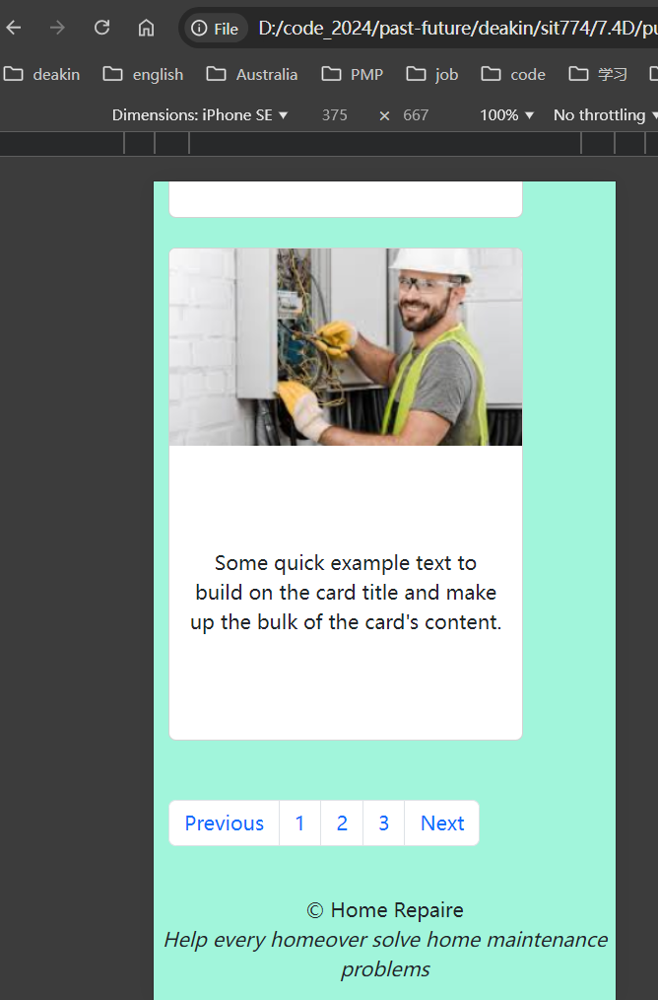 File D:/code_2024/past-future/deakin/sit774/7.4D/pu
deakin english Australia PMP job code 学习
Dimensions: iPhone SE ▼ 375 × 667 100% ▼ No throttling ▼
Some quick example text to
build on the card title and make
up the bulk of the card's content.
Previous 1 2 3 Next
© Home Repaire
Help every homeover solve home maintenance
problems